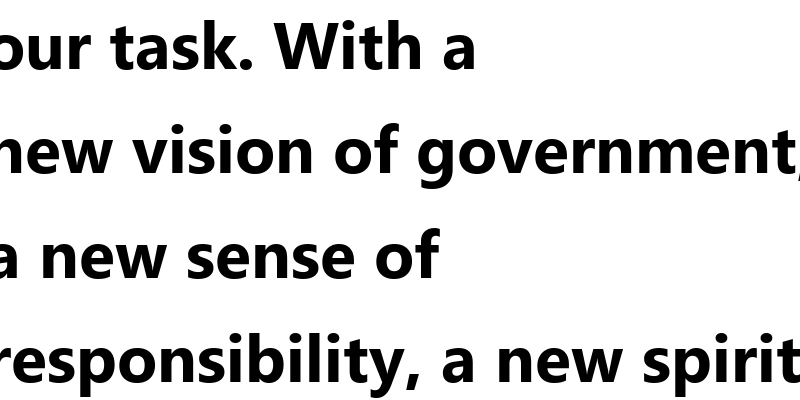 our task. With a
new vision of government,
a new sense of
responsibility, a new spirit